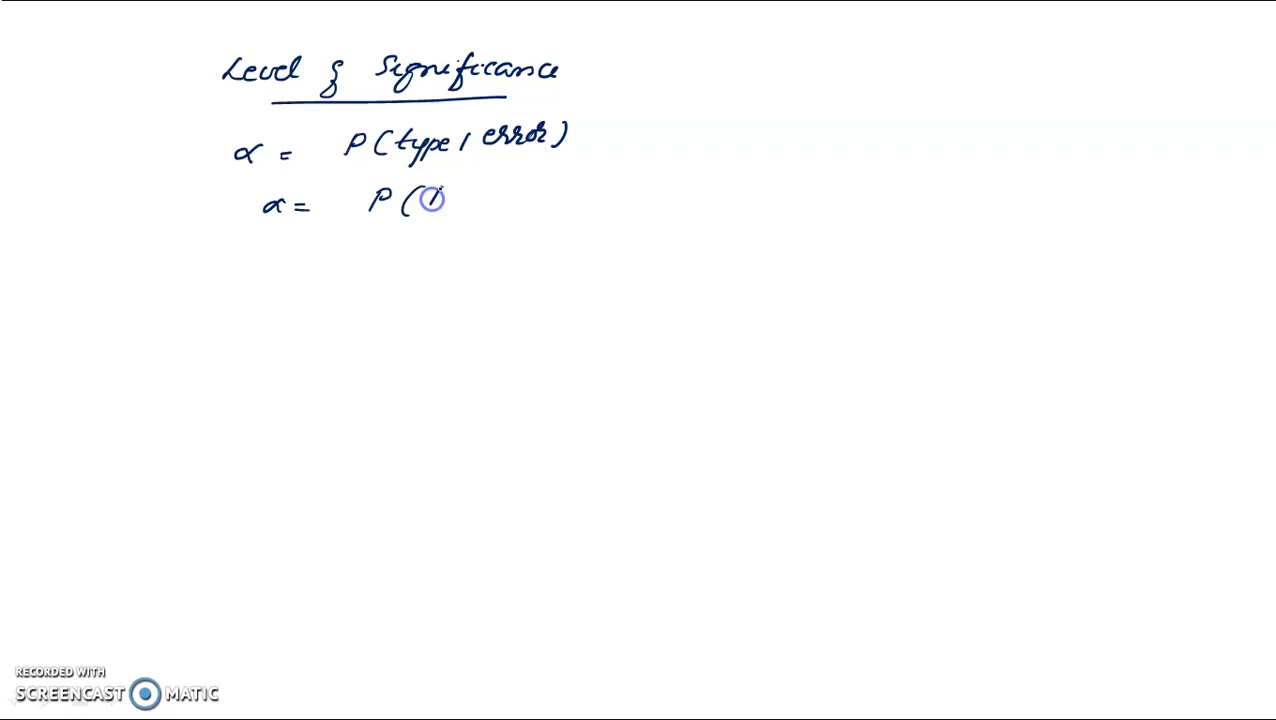 Level of Significance
α = P(type 1 error)
α = P(
RECORDED WITH
SCREENCAST MATIC